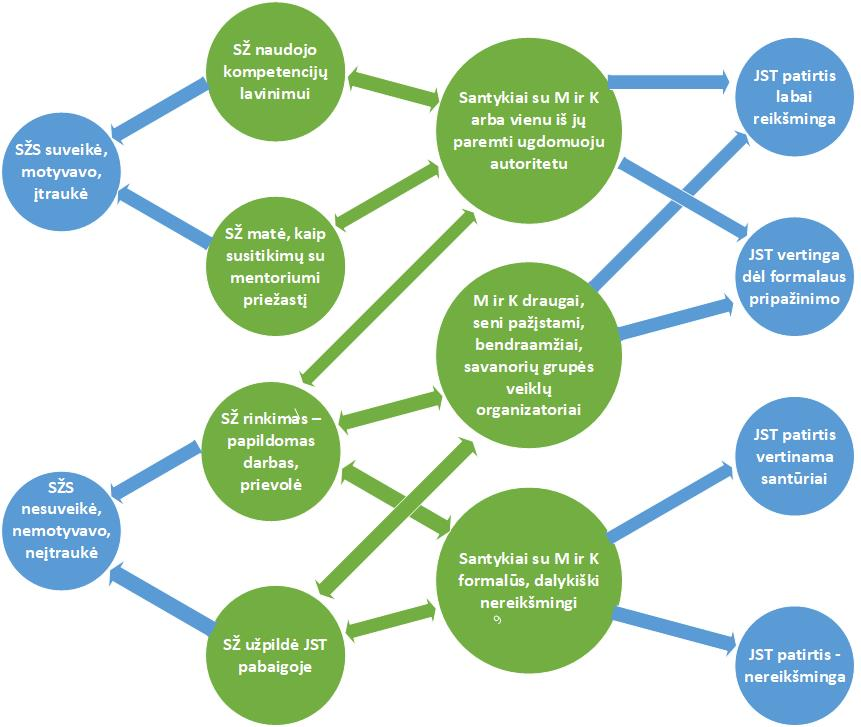 SŽS suveikė,
motyvavo,
įtraukė
SŽS
nesuveikė,
nemotyvavo,
neįtraukė
SŽ naudojo
kompetencijų
lavinimui
SŽ matė, kaip
susitikimų su
mentoriumi
priežastį
SŽ rinkimas –
papildomas
darbas,
prievolė
SŽ užpildė JST
pabaigoje
Santykiai su M ir K
arba vienu iš jų
paremti ugdomuoju
autoritetu
M ir K draugai,
seni pažįstami,
bendraamžiai,
savanorių grupės
veiklų
organizatoriai
Santykiai su M ir K
formalūs, dalykiški
nereikšmingi
JST patirtis
labai
reikšminga
JST vertinga
dėl formalaus
pripažinimo
JST patirtis
vertinama
santūriai
JST patirtis -
nereikšminga